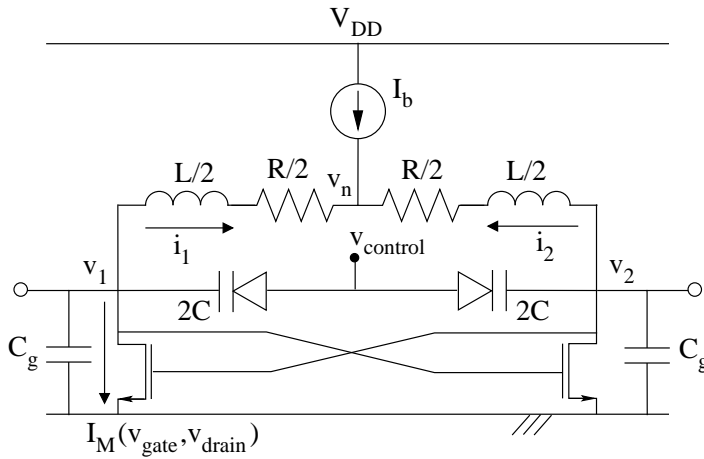 V_DD
I_b
L/2
R/2
v_n
R/2
L/2
i_1
v_control
i_2
v_1
v_2
2C
2C
C_g
C_g
I_M(v_gate,v_drain)